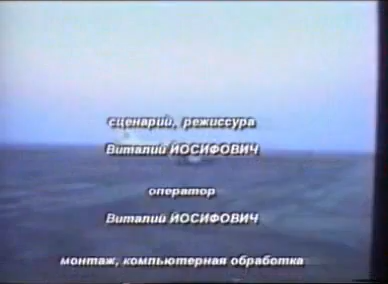 сценарий, режиссура
Виталий ЙОСИФОВИЧ
оператор
Виталий ЙОСИФОВИЧ
монтаж, компьютерная обработка